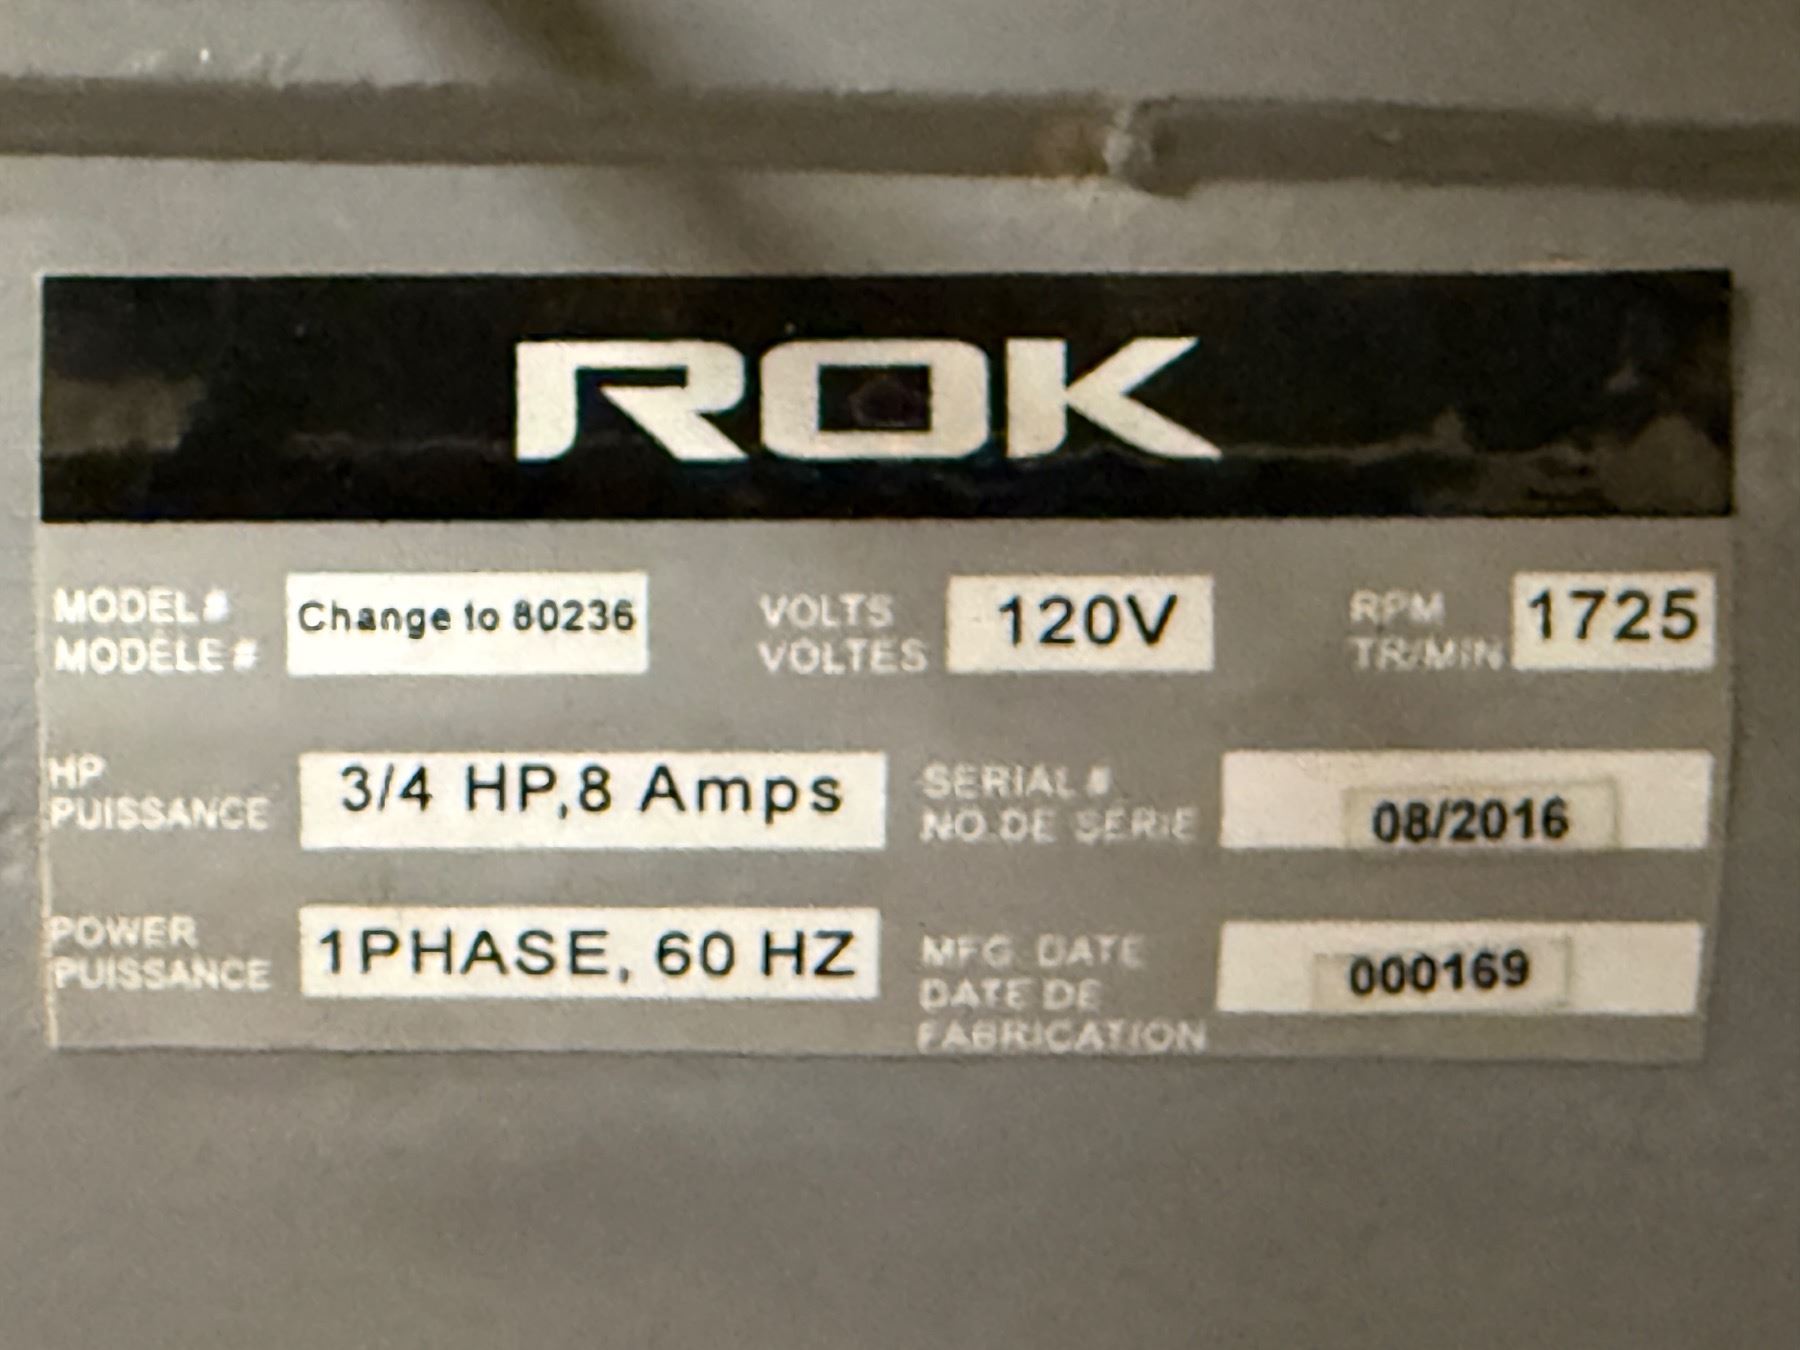 ROK
MODEL# Change to 80236 VOLTS 120V RPM 1725
MODÈLE# VOLTES TR/MIN
HP 3/4 HP,8 Amps SERIAL # 08/2016
PUISSANCE NO.DE SERIE
POWER 1PHASE, 60 HZ MFG. DATE 000169
PUISSANCE DATE DE
FABRICATION